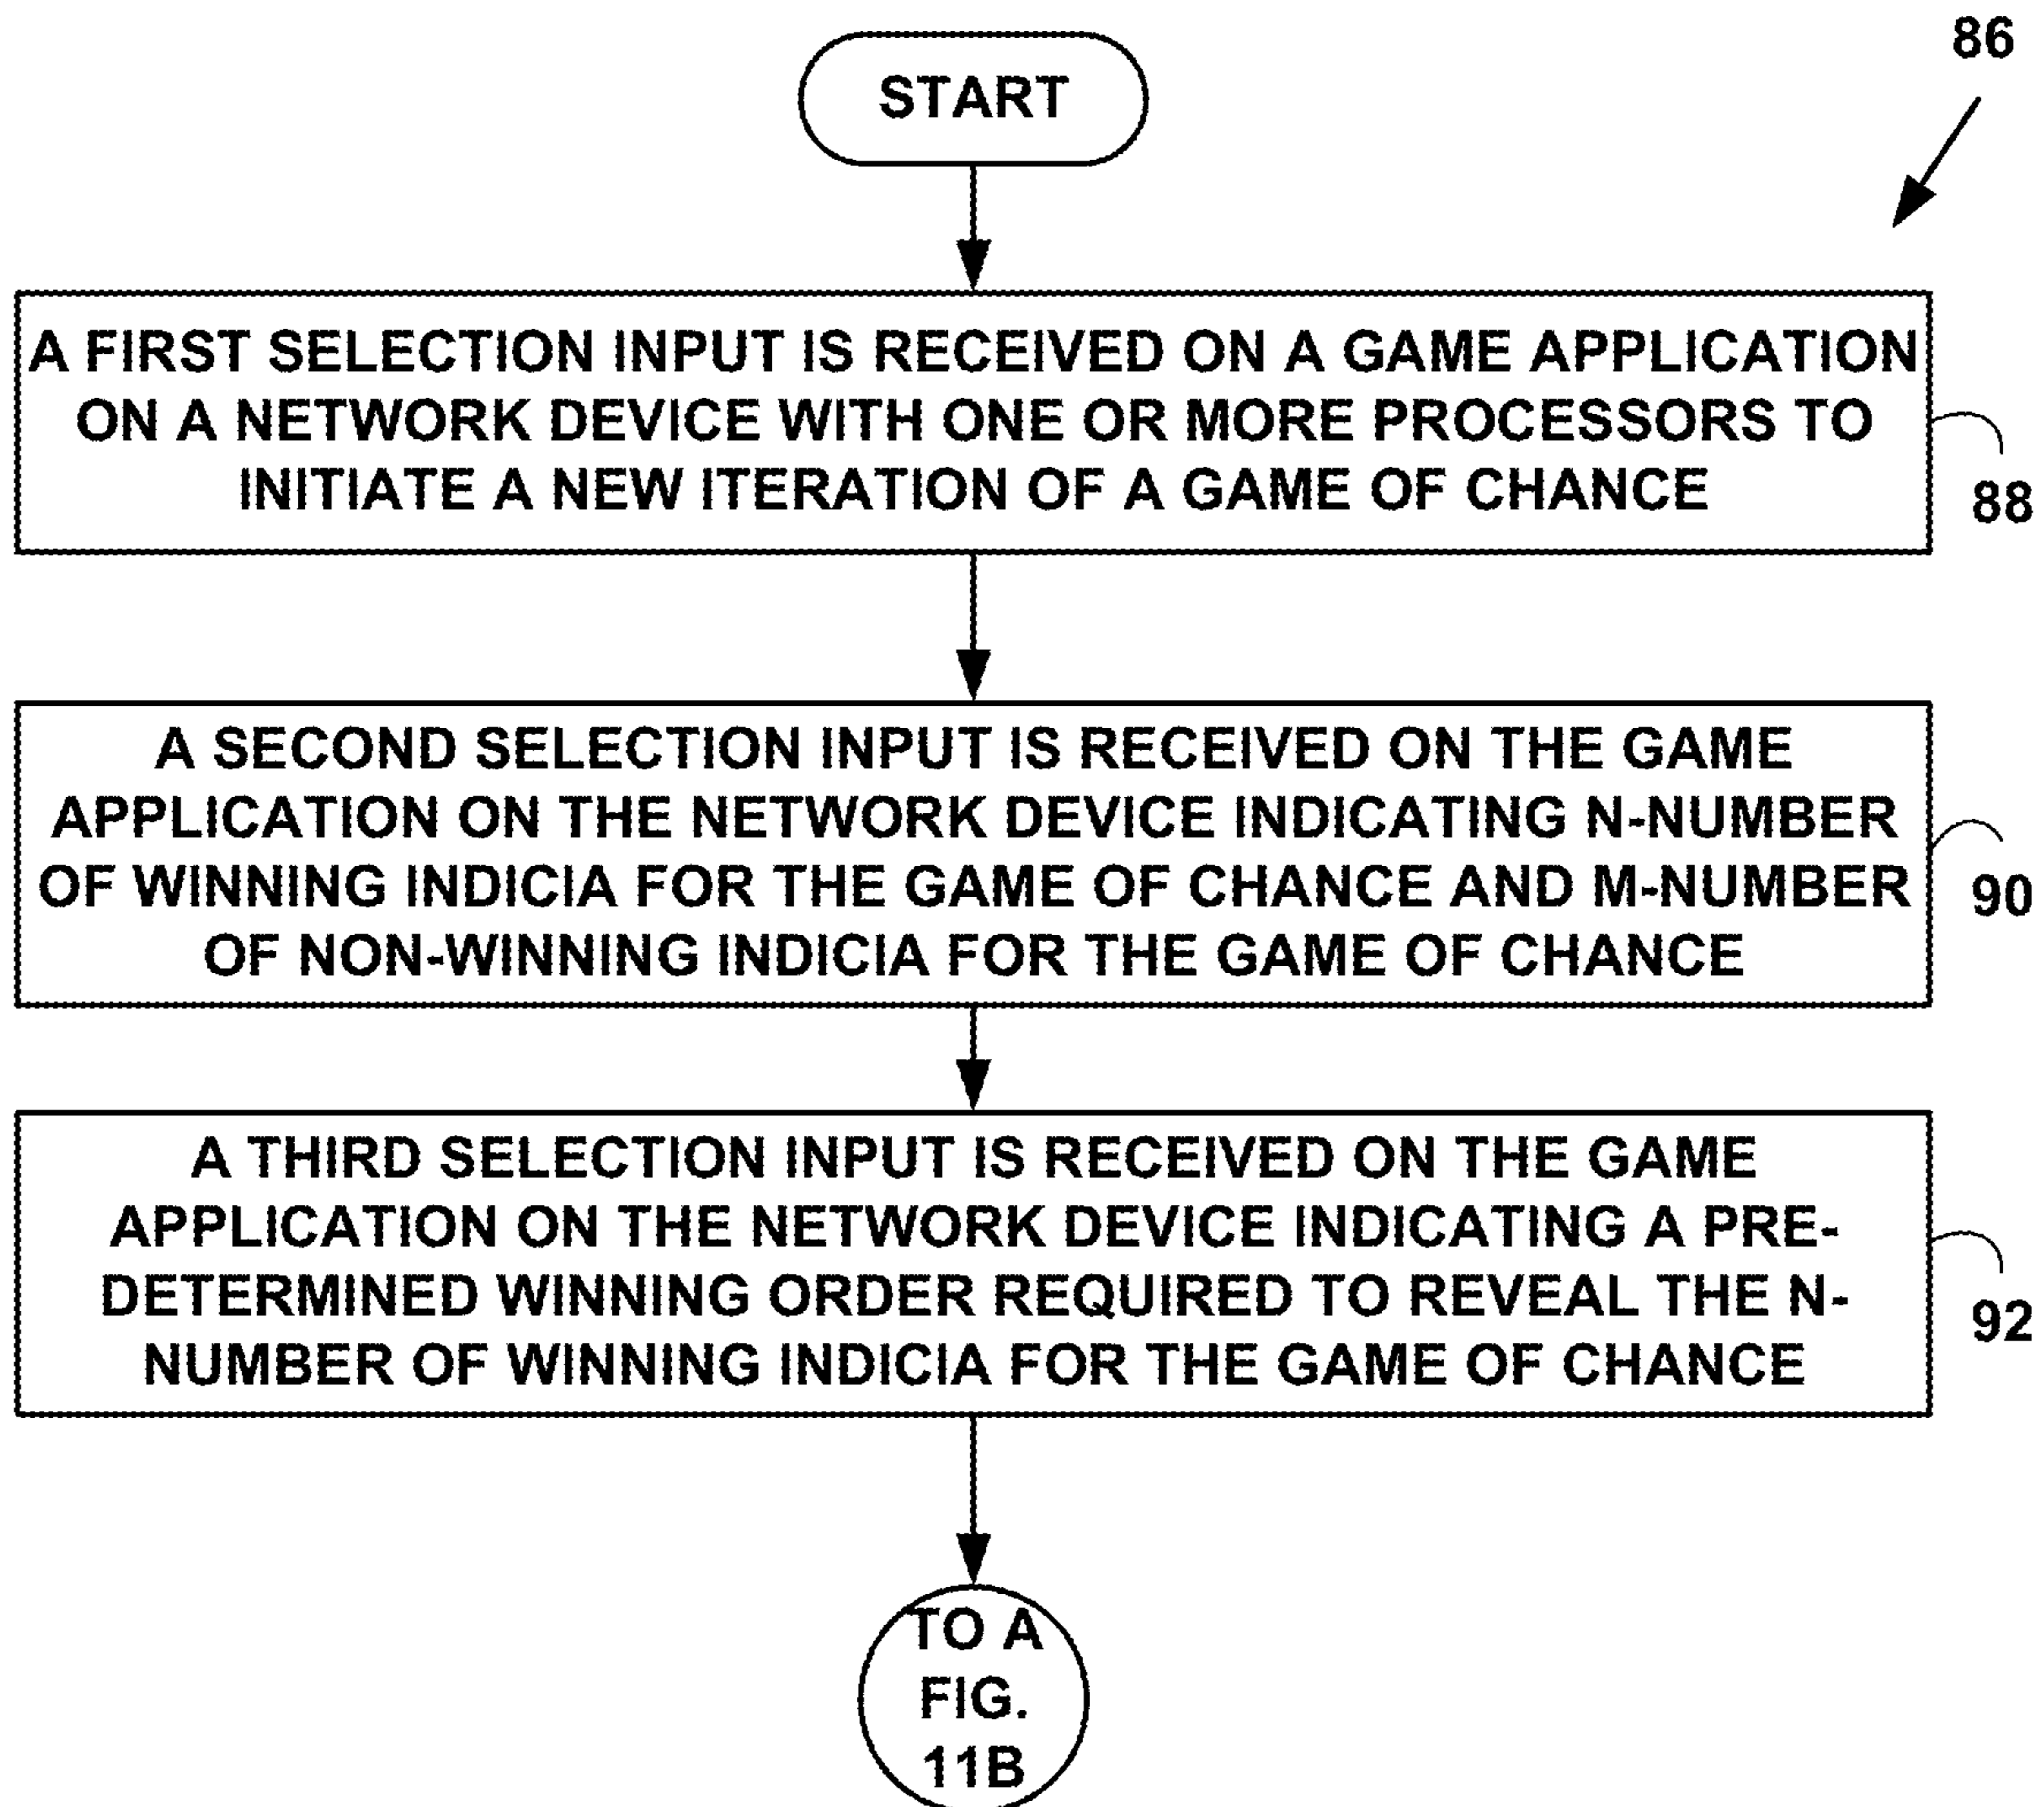 86
START
A FIRST SELECTION INPUT IS RECEIVED ON A GAME APPLICATION
ON A NETWORK DEVICE WITH ONE OR MORE PROCESSORS TO
INITIATE A NEW ITERATION OF A GAME OF CHANCE
88
A SECOND SELECTION INPUT IS RECEIVED ON THE GAME
APPLICATION ON THE NETWORK DEVICE INDICATING N-NUMBER
OF WINNING INDICIA FOR THE GAME OF CHANCE AND M-NUMBER
OF NON-WINNING INDICIA FOR THE GAME OF CHANCE
90
A THIRD SELECTION INPUT IS RECEIVED ON THE GAME
APPLICATION ON THE NETWORK DEVICE INDICATING A PRE-
DETERMINED WINNING ORDER REQUIRED TO REVEAL THE N-
NUMBER OF WINNING INDICIA FOR THE GAME OF CHANCE
92
TO A
FIG.
11B